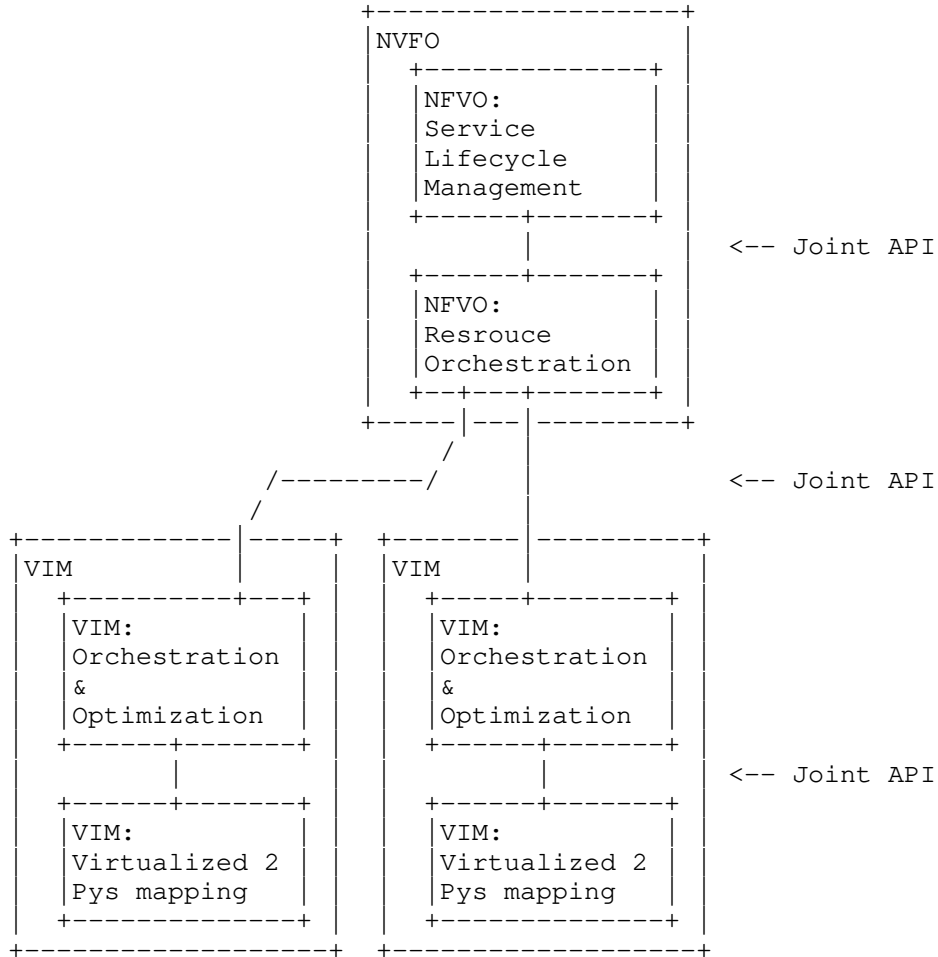 NVFO
NFVO:
Service
Lifecycle
Management
<-- Joint API
NFVO:
Resrouce
Orchestration
<-- Joint API
VIM
VIM:
Orchestration
&
Optimization
VIM:
Virtualized 2
Pys mapping
VIM
VIM:
Orchestration
&
Optimization
<-- Joint API
VIM:
Virtualized 2
Pys mapping